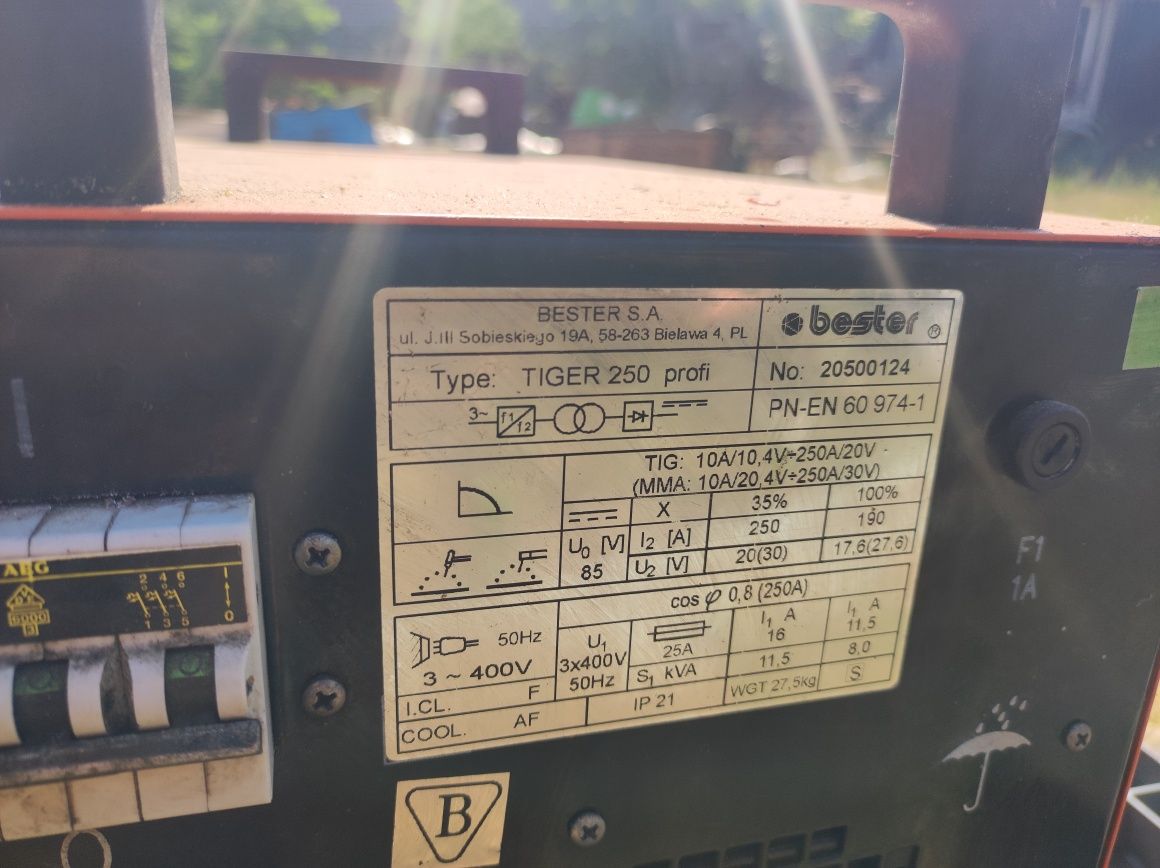 BESTER S.A.
ul. J.III Sobieskiego 19A, 58-263 Bielawa 4, PL
bester ®
Type: TIGER 250 profi
No: 20500124
3~ f1 f2
PN-EN 60 974-1
TIG: 10A/10,4V÷250A/20V
(MMA: 10A/20,4V÷250A/30V)
X 35% 100%
U0 [V] I2 [A] 250 190
85 U2 [V] 20(30) 17,6(27,6)
cos φ 0,8 (250A)
50Hz
3 ~ 400V
U1
3x400V
50Hz
25A
S1 kVA
I1 A
16
11,5
I1 A
11,5
8,0
I.CL. F
COOL. AF
IP 21
WGT 27,5kg
S
AEG
6000
3
2 4 6
1 3 5
I
0
F1
1A
B
O